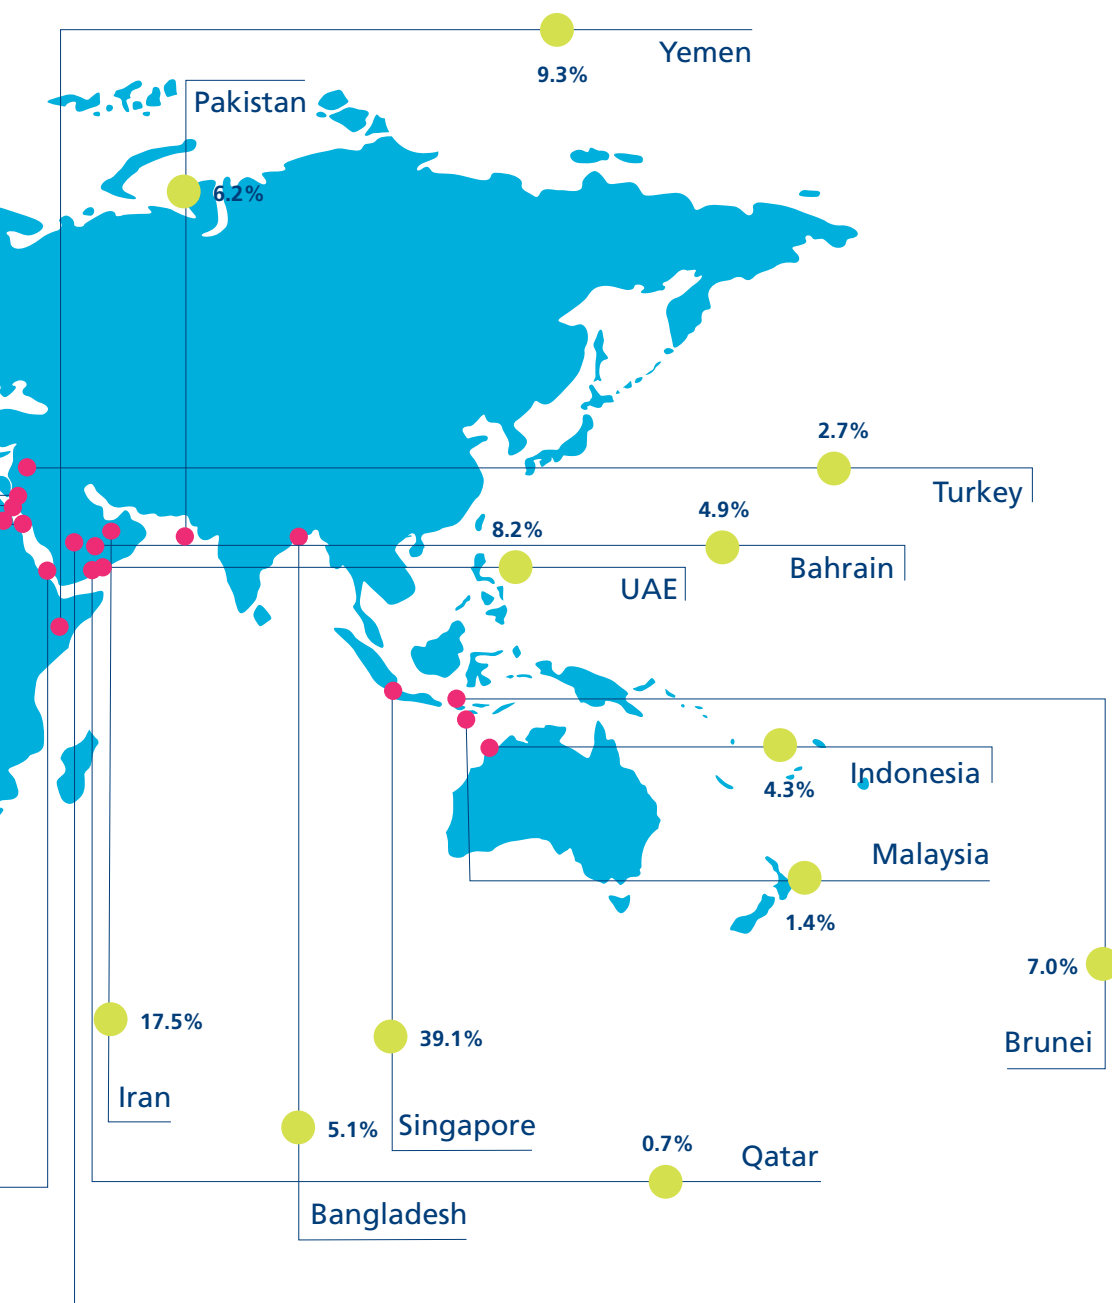 Yemen
9.3%
Pakistan
6.2%
2.7%
Turkey
4.9%
Bahrain
8.2%
UAE
Indonesia
4.3%
Malaysia
1.4%
7.0%
Brunei
17.5%
Iran
39.1%
Singapore
5.1%
Bangladesh
0.7%
Qatar